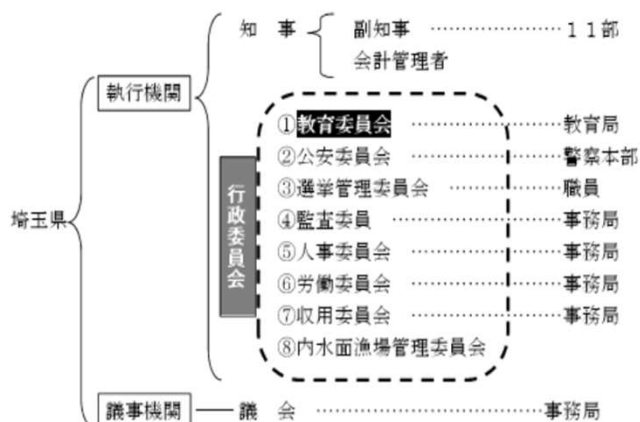 知　事　副知事 ………………… １１部
会計管理者
執行機関
①教育委員会 ………………… 教育局
②公安委員会 ………………… 警察本部
③選挙管理委員会 …………… 職員
④監査委員 …………………… 事務局
⑤人事委員会 ………………… 事務局
⑥労働委員会 ………………… 事務局
⑦収用委員会 ………………… 事務局
⑧内水面漁場管理委員会
行政委員会
埼玉県
議事機関　議　会 ……………………………… 事務局